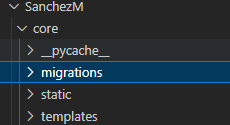 SanchezM
core
__pycache__
migrations
static
templates